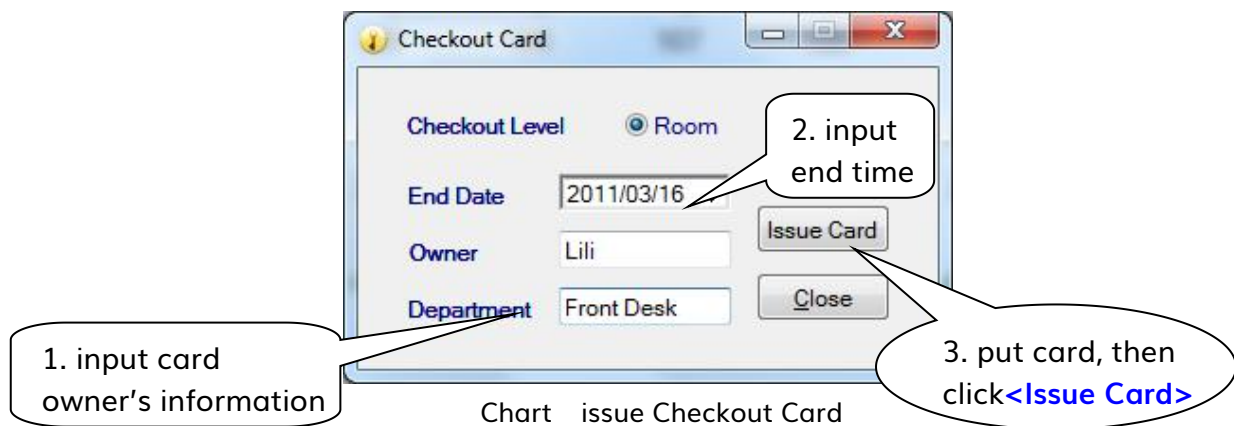 Checkout Card
Checkout Level Room
2. input
end time
End Date 2011/03/16
Issue Card
Owner Lili
Close
Department Front Desk
1. input card
owner's information
3. put card, then
click<Issue Card>
Chart issue Checkout Card